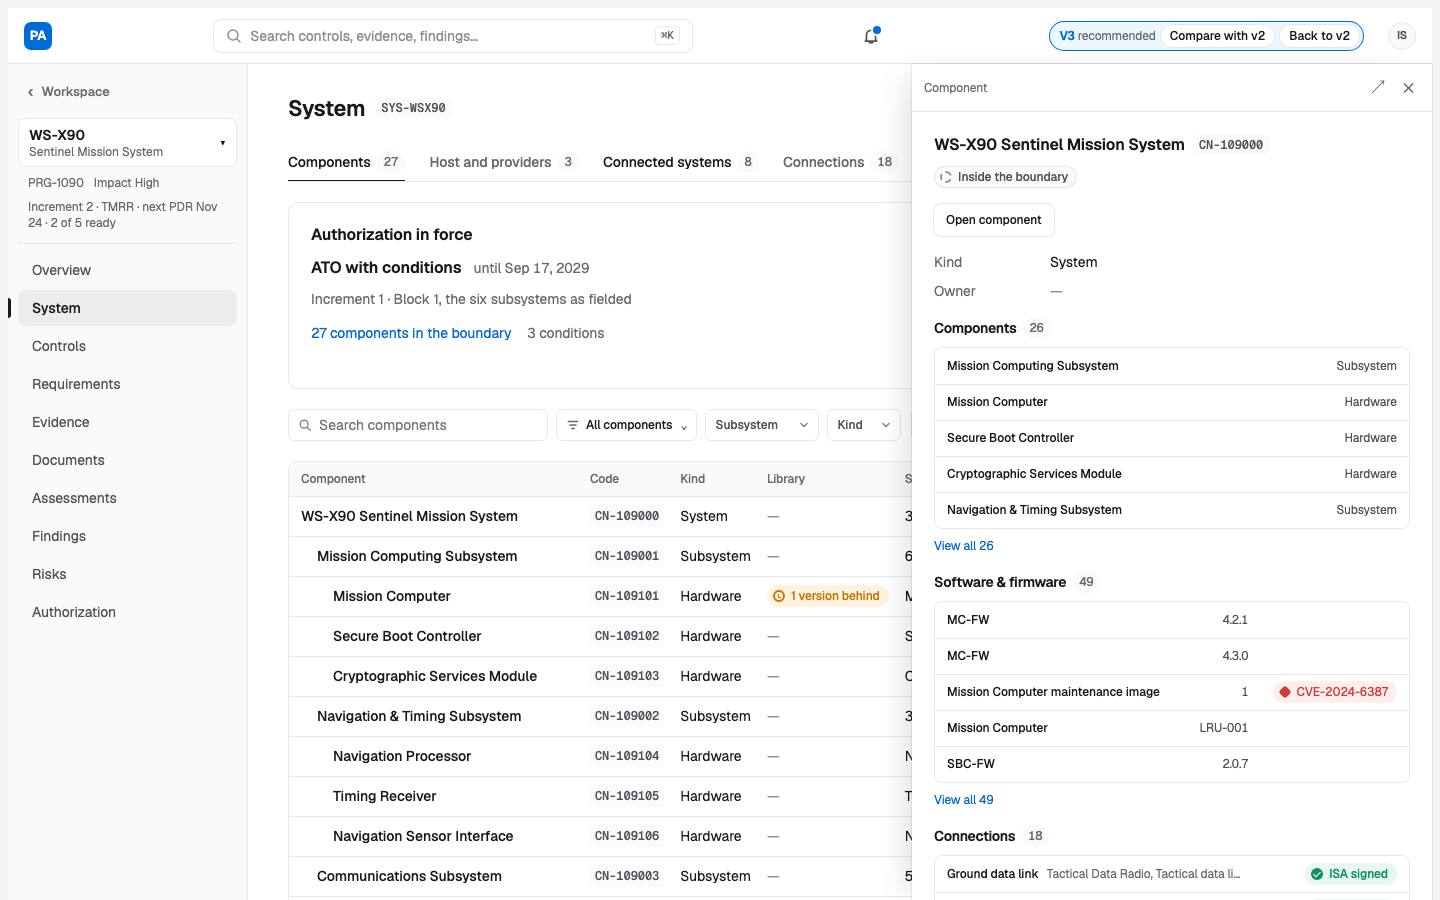 PA
Search controls, evidence, findings...
⌘K
V3 recommended
Compare with v2
Back to v2
IS
Workspace
WS-X90
Sentinel Mission System
PRG-1090 Impact High
Increment 2 · TMRR · next PDR Nov
24 · 2 of 5 ready
Overview
System
Controls
Requirements
Evidence
Documents
Assessments
Findings
Risks
Authorization
System SYS-WSX90
Components 27
Host and providers 3
Connected systems 8
Connections 18
Authorization in force
ATO with conditions until Sep 17, 2029
Increment 1 · Block 1, the six subsystems as fielded
27 components in the boundary 3 conditions
Search components
All components
Subsystem
Kind
Component Code Kind Library S
WS-X90 Sentinel Mission System CN-109000 System — 3
Mission Computing Subsystem CN-109001 Subsystem — 6
Mission Computer CN-109101 Hardware 1 version behind M
Secure Boot Controller CN-109102 Hardware — S
Cryptographic Services Module CN-109103 Hardware — C
Navigation & Timing Subsystem CN-109002 Subsystem — 3
Navigation Processor CN-109104 Hardware — N
Timing Receiver CN-109105 Hardware — T
Navigation Sensor Interface CN-109106 Hardware — N
Communications Subsystem CN-109003 Subsystem — 5
Component
WS-X90 Sentinel Mission System CN-109000
Inside the boundary
Open component
Kind System
Owner —
Components 26
Mission Computing Subsystem Subsystem
Mission Computer Hardware
Secure Boot Controller Hardware
Cryptographic Services Module Hardware
Navigation & Timing Subsystem Subsystem
View all 26
Software & firmware 49
MC-FW 4.2.1
MC-FW 4.3.0
Mission Computer maintenance image 1 CVE-2024-6387
Mission Computer LRU-001
SBC-FW 2.0.7
View all 49
Connections 18
Ground data link Tactical Data Radio, Tactical data li... ISA signed